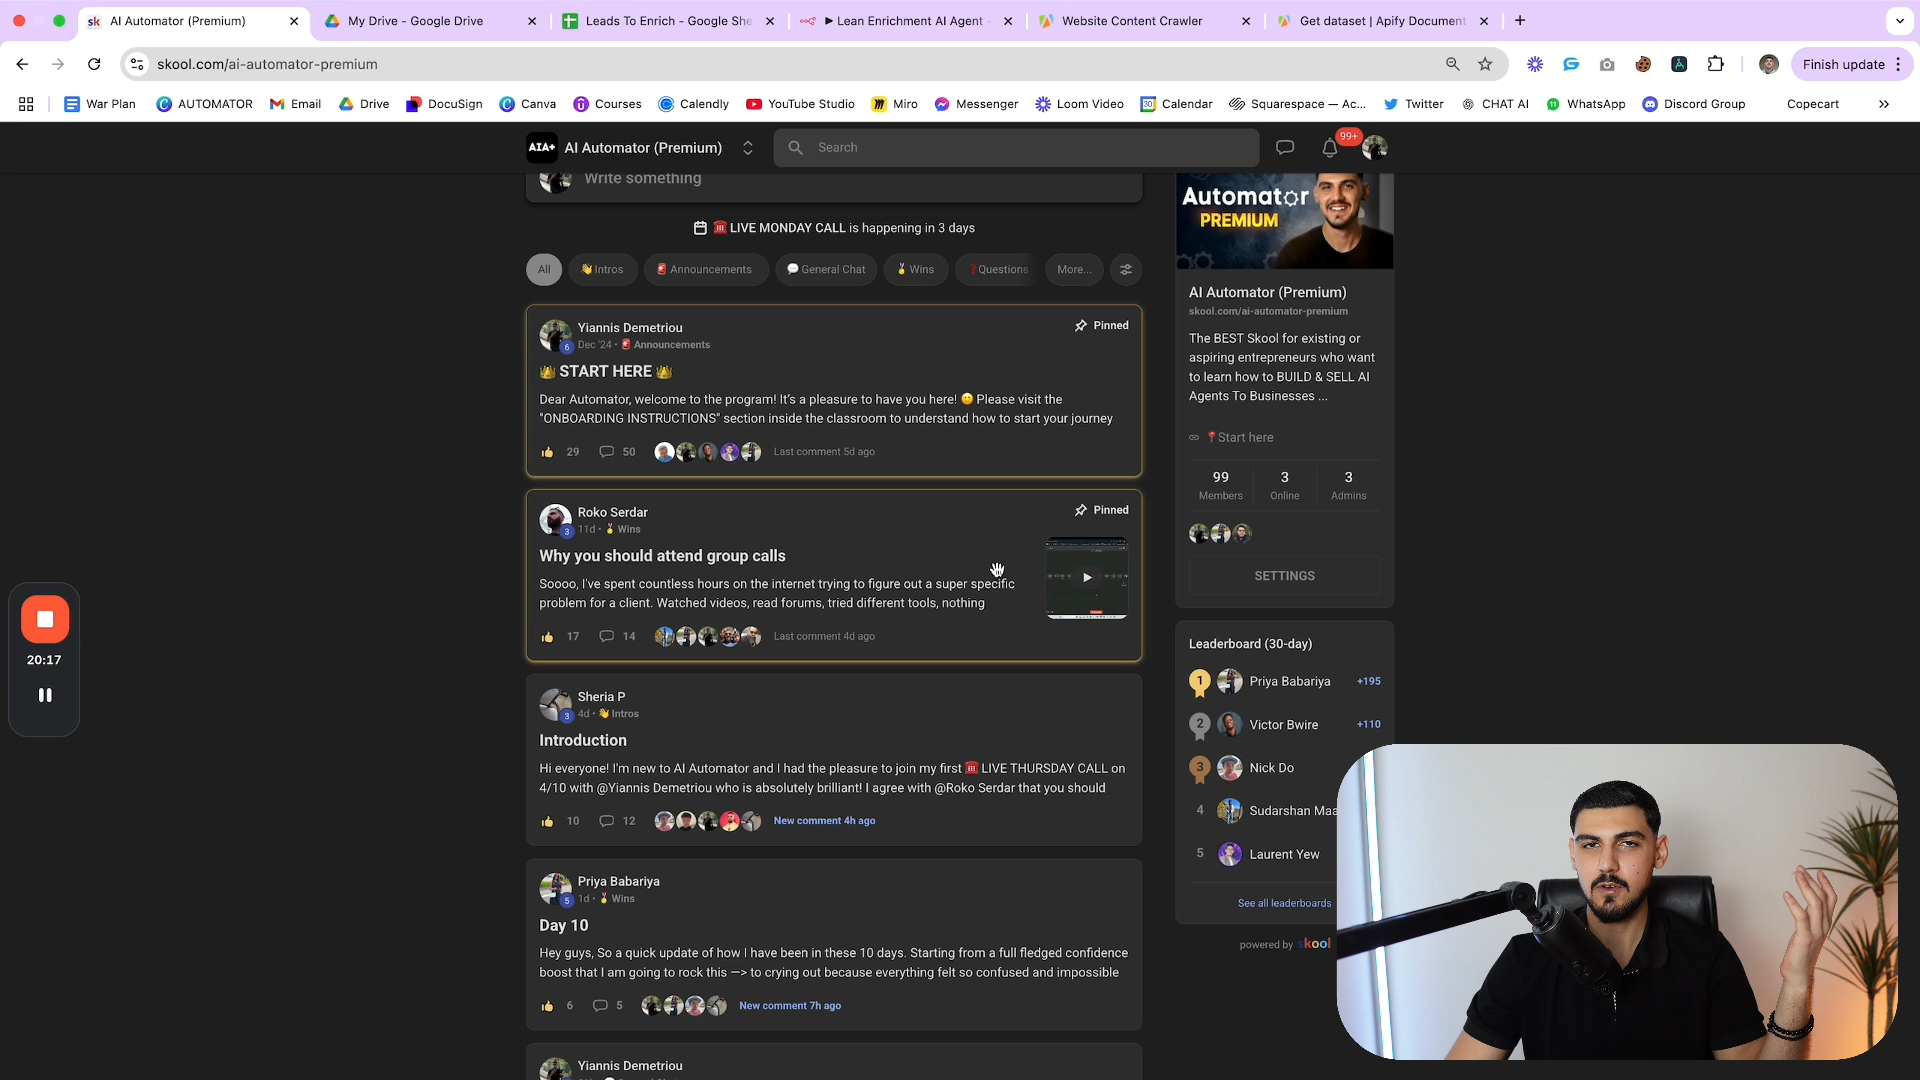 sk AI Automator (Premium)
My Drive - Google Drive
Leads To Enrich - Google She
Lean Enrichment AI Agent -
Website Content Crawler
Get dataset | Apify Document
skool.com/ai-automator-premium
Finish update
War Plan
AUTOMATOR
Email
Drive
DocuSign
Canva
Courses
Calendly
YouTube Studio
Miro
Messenger
Loom Video
Calendar
Squarespace — Ac...
Twitter
CHAT AI
WhatsApp
Discord Group
Copecart
AIA+ AI Automator (Premium)
Search
99+
Write something
LIVE MONDAY CALL is happening in 3 days
All
Intros
Announcements
General Chat
Wins
Questions
More...
Yiannis Demetriou
6 Dec '24 • Announcements
Pinned
START HERE
Dear Automator, welcome to the program! It's a pleasure to have you here! Please visit the
"ONBOARDING INSTRUCTIONS" section inside the classroom to understand how to start your journey
29 50 Last comment 5d ago
Roko Serdar
3 11d • Wins
Pinned
Why you should attend group calls
Soooo, I've spent countless hours on the internet trying to figure out a super specific
problem for a client. Watched videos, read forums, tried different tools, nothing
17 14 Last comment 4d ago
Sheria P
3 4d • Intros
Introduction
Hi everyone! I'm new to AI Automator and I had the pleasure to join my first LIVE THURSDAY CALL on
4/10 with @Yiannis Demetriou who is absolutely brilliant! I agree with @Roko Serdar that you should
10 12 New comment 4h ago
Priya Babariya
5 1d • Wins
Day 10
Hey guys, So a quick update of how I have been in these 10 days. Starting from a full fledged confidence
boost that I am going to rock this —> to crying out because everything felt so confused and impossible
6 5 New comment 7h ago
Yiannis Demetriou
Automator
PREMIUM
AI Automator (Premium)
skool.com/ai-automator-premium
The BEST Skool for existing or
aspiring entrepreneurs who want
to learn how to BUILD & SELL AI
Agents To Businesses ...
Start here
99 3 3
Members Online Admins
SETTINGS
Leaderboard (30-day)
1 Priya Babariya +195
2 Victor Bwire +110
3 Nick Do
4 Sudarshan Maa
5 Laurent Yew
See all leaderboards
powered by skool
20:17